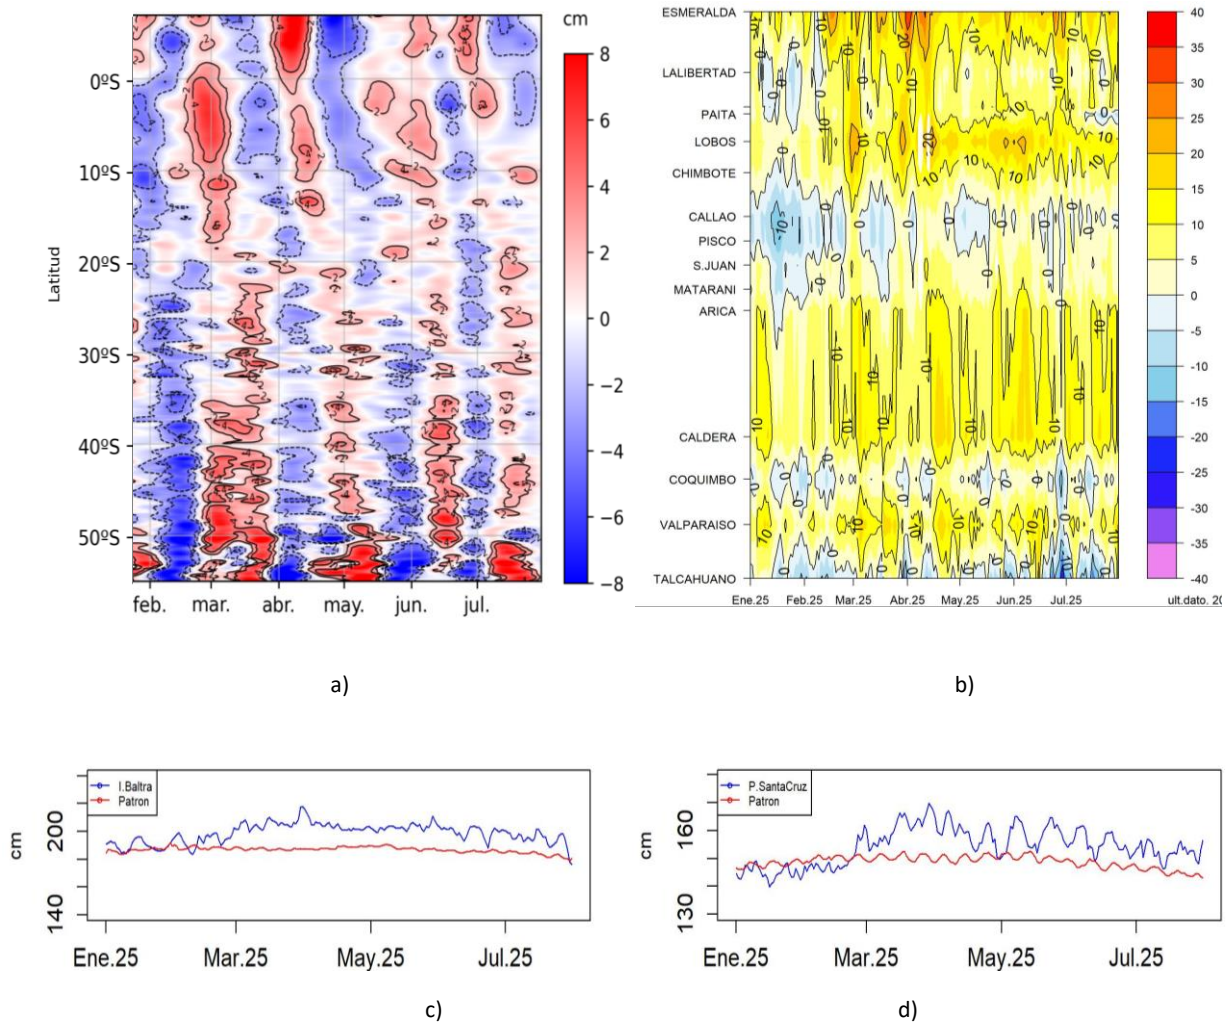 cm
8
6
4
2
0
−2
−4
−6
−8
Latitud
0ºS
10ºS
20ºS
30ºS
40ºS
50ºS
feb. mar. abr. may. jun. jul.
a)
ESMERALDA
LALIBERTAD
PAITA
LOBOS
CHIMBOTE
CALLAO
PISCO
S.JUAN
MATARANI
ARICA
CALDERA
COQUIMBO
VALPARAISO
TALCAHUANO
Ene.25 Feb.25 Mar.25 Abr.25 May.25 Jun.25 Jul.25
ult.dato. 20
40
35
30
25
20
15
10
5
0
-5
-10
-15
-20
-25
-30
-35
-40
b)
I.Baltra
Patron
cm
200
140
Ene.25 Mar.25 May.25 Jul.25
c)
P.SantaCruz
Patron
cm
160
130
Ene.25 Mar.25 May.25 Jul.25
d)